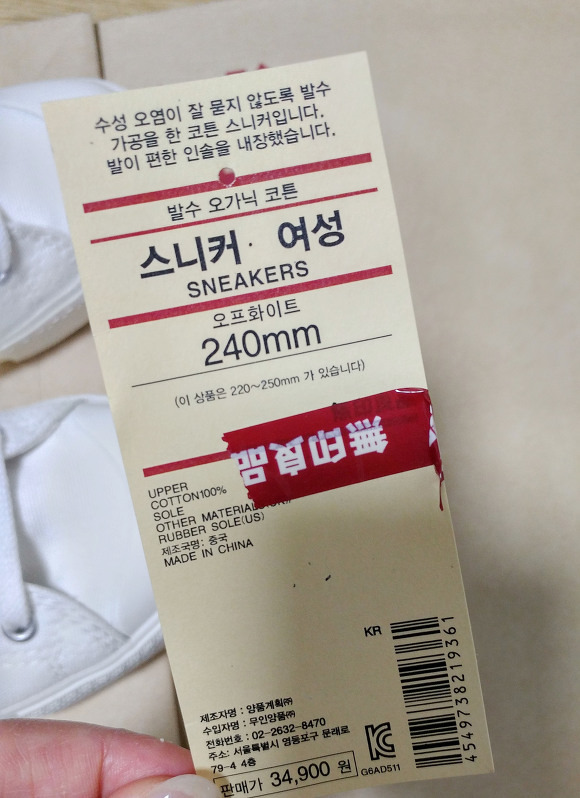 수성 오염이 잘 묻지 않도록 발수
가공을 한 코튼 스니커입니다.
발이 편한 인솔을 내장했습니다.
발수 오가닉 코튼
스니커· 여성
SNEAKERS
오프화이트
240mm
(이 상품은 220~250mm 가 있습니다)
無印良品
UPPER
COTTON100%
SOLE
OTHER MATERIALS
RUBBER SOLE(US)
제조국명: 중국
MADE IN CHINA
KR
4549738219361
제조자명 : 양품계획㈜
수입자명 : 무인양품㈜
전화번호 : 02-2632-8470
주소: 서울특별시 영등포구 문래로
79-4 4층
G6AD511
판매가 34,900 원